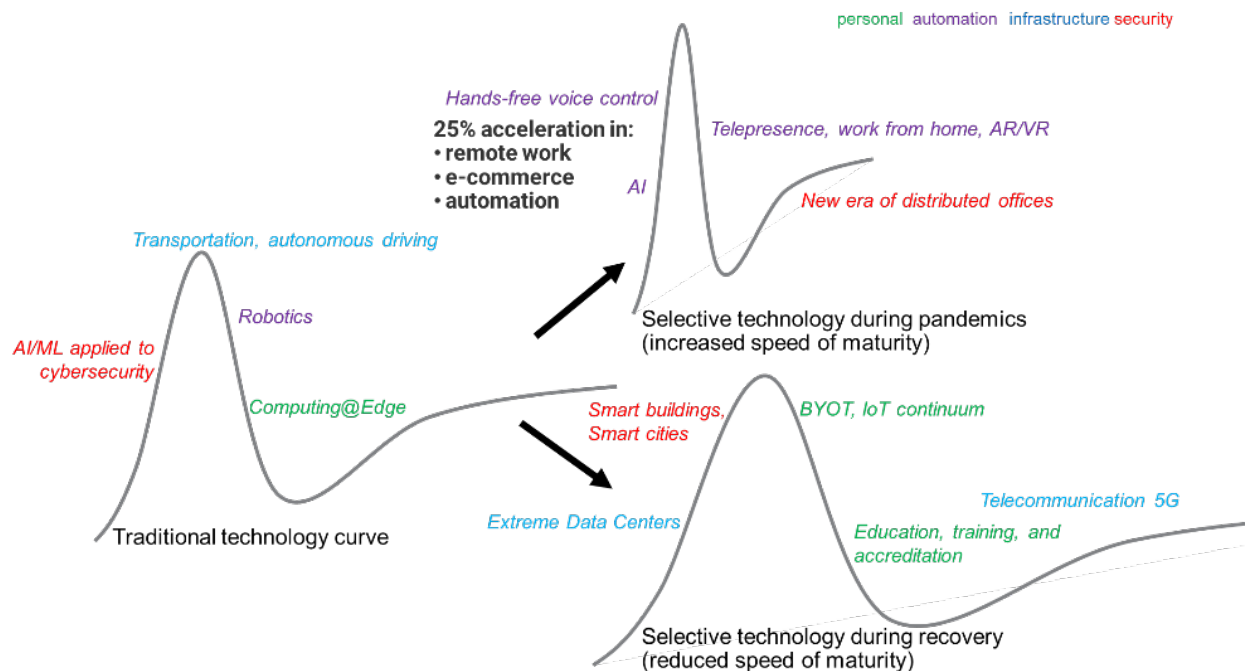 personal automation infrastructure security
Hands-free voice control
25% acceleration in:
• remote work
• e-commerce
• automation
Telepresence, work from home, AR/VR
AI
New era of distributed offices
Selective technology during pandemics
(increased speed of maturity)
Transportation, autonomous driving
Robotics
AI/ML applied to
cybersecurity
Computing@Edge
Traditional technology curve
Smart buildings,
Smart cities
BYOT, IoT continuum
Extreme Data Centers
Telecommunication 5G
Education, training, and
accreditation
Selective technology during recovery
(reduced speed of maturity)